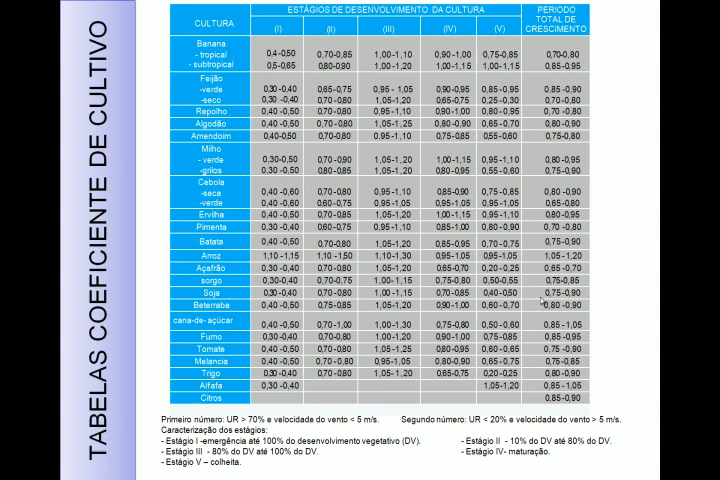 TABELAS COEFICIENTE DE CULTIVO
CULTURA
ESTÁGIOS DE DESENVOLVIMENTO DA CULTURA
PERIODO
TOTAL DE
CRESCIMENTO
(I) (II) (III) (IV) (V)
Banana
- tropical 0,4-0,50 0,70-0,85 1,00-1,10 0,90-1,00 0,75-0,85 0,70-0,80
- subtropical 0,5-0,65 0,80-0,90 1,00-1,20 1,00-1,15 1,00-1,15 0,85-0,95
Feijão
-verde 0,30-0,40 0,65-0,75 0,95 - 1,05 0,90-0,95 0,85-0,95 0,85-0,90
-seco 0,30 -0,40 0,70 -0,80 1,05-1,20 0,65-0,75 0,25-0,30 0,70-0,80
Repolho 0,40 -0,50 0,70-0,80 0,95-1,10 0,90-1,00 0,80-0,95 0,70 -0,80
Algodão 0,40 -0,50 0,70-0,80 1,05-1,25 0,80-0,90 0,65-0,70 0,80-0,90
Amendoim 0,40-0,50 0,70-0,80 0,95-1,10 0,75-0,85 0,55-0,60 0,75-0,80
Milho
- verde 0,30-0,50 0,70-0,90 1,05-1,20 1,00-1,15 0,95-1,10 0,80-0,95
-grilos 0,30 -0,50 0,80-0,85 1,05-1,20 0,80-0,95 0,55-0,60 0,75-0,90
Cebola
-seca 0,40 -0,60 0,70-0,80 0,95-1,10 0,85-0,90 0,75-0,85 0,80 -0,90
-verde 0,40 -0,60 0,60-0,75 0,95-1,05 0,95-1,05 0,95-1,05 0,65-0,80
Ervilha 0,40 -0,50 0,70-0,85 1,05-1,20 1,00-1,15 0,95-1,10 0,80-0,95
Pimenta 0,30 -0,40 0,60-0,75 0,95-1,10 0,85-1,00 0,80-0,90 0,70 -0,80
Batata 0,40 -0,50 0,70-0,80 1,05-1,20 0,85-0,95 0,70 -0,75 0,75-0,90
Arroz 1,10 -1,15 1,10 -1,50 1,10-1,30 0,95-1,05 0,95-1,05 1,05 -1,20
Açafrão 0,30 -0,40 0,70-0,80 1,05-1,20 0,65-0,70 0,20-0,25 0,65 -0,70
sorgo 0,30-0,40 0,70-0,75 1,00- 1,15 0,75-0,80 0,50-0,55 0,75-0,85
Soja 0,30-0,40 0,70-0,80 1,00 -1,15 0,70-0,85 0,40-0,50 0,75-0,90
Beterraba 0,40 -0,50 0,75-0,85 1,05-1,20 0,90-1,00 0,60 -0,70 0,80 -0,90
cana-de-açúcar 0,40 -0,50 0,70-1,00 1,00-1,30 0,75-0,80 0,50 -0,60 0,85 -1,05
Fumo 0,30-0,40 0,70-0,80 1,00-1,20 0,90-1,00 0,75-0,85 0,85-0,95
Tomate 0,40 -0,50 0,70-0,80 1,05-1,25 0,80-0,95 0,60 -0,65 0,75 -0,90
Melancia 0,40 -0,50 0,70 -0,80 0,95-1,05 0,80-0,90 0,65-0,75 0,75-0,85
Trigo 0,30-0,40 0,70-0,80 1,05- 1,20 0,65-0,75 0,20-0,25 0,80 -0,90
Alfafa 0,30 -0,40 1,05-1,20 0,85 -1,05
Citros 0,85-0,90
Primeiro número: UR > 70% e velocidade do vento < 5 m/s. Segundo número: UR < 20% e velocidade do vento > 5 m/s.
Caracterização dos estágios:
- Estágio I -emergência até 100% do desenvolvimento vegetativo (DV). - Estágio II - 10% do DV até 80% do DV.
- Estágio III - 80% do DV até 100% do DV. - Estágio IV- maturação.
- Estágio V – colheita.